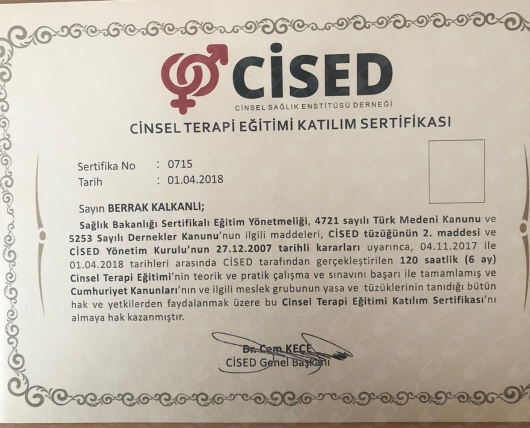 CİSED
CİNSEL SAĞLIK ENSTİTÜSÜ DERNEĞİ
CİNSEL TERAPİ EĞİTİMİ KATILIM SERTİFİKASI
Sertifika No : 0715
Tarih : 01.04.2018
Sayın BERRAK KALKANLI;
Sağlık Bakanlığı Sertifikalı Eğitim Yönetmeliği, 4721 sayılı Türk Medeni Kanunu ve
5253 Sayılı Dernekler Kanunu'nun ilgili maddeleri, CİSED tüzüğünün 2. maddesi ve
CİSED Yönetim Kurulu'nun 27.12.2007 tarihli kararları uyarınca, 04.11.2017 ile
01.04.2018 tarihleri arasında CİSED tarafından gerçekleştirilen 120 saatlik (6 ay)
Cinsel Terapi Eğitimi'nin teorik ve pratik çalışma ve sınavını başarı ile tamamlamış ve
Cumhuriyet Kanunları'nın ve ilgili meslek grubunun yasa ve tüzüklerinin tanıdığı bütün
hak ve yetkilerden faydalanmak üzere bu Cinsel Terapi Eğitimi Katılım Sertifikası'nı
almaya hak kazanmıştır.
Dr. Cem KEÇE
CİSED Genel Başkanı